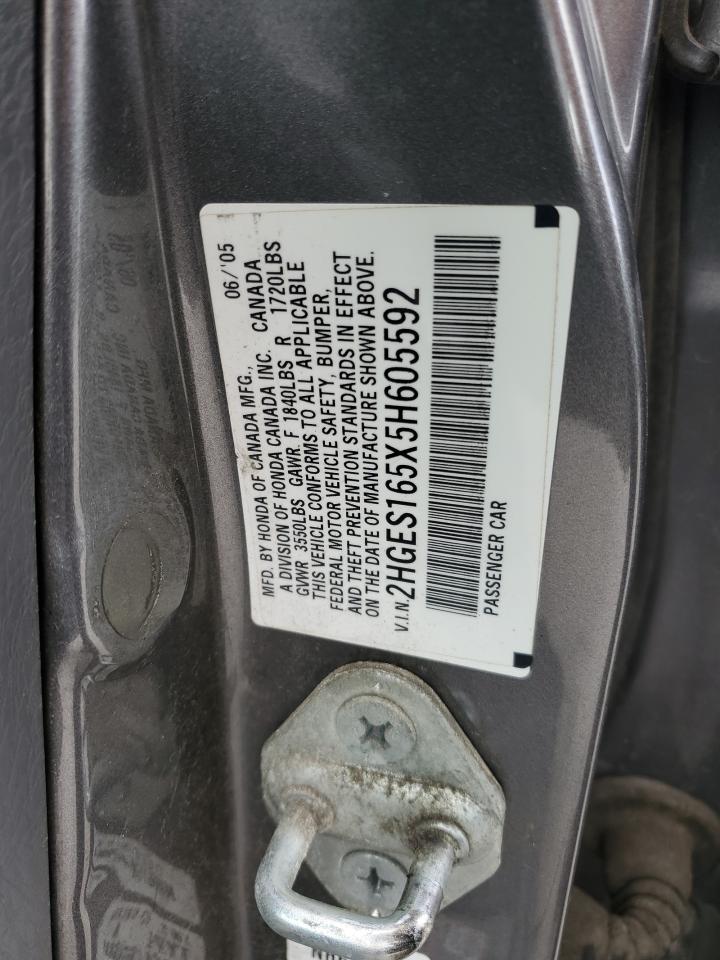 MFD. BY HONDA OF CANADA MFG., 06/'05
A DIVISION OF HONDA CANADA INC. CANADA
GVWR 3550LBS GAWR. F 1840LBS R 1720LBS
THIS VEHICLE CONFORMS TO ALL APPLICABLE
FEDERAL MOTOR VEHICLE SAFETY, BUMPER,
AND THEFT PREVENTION STANDARDS IN EFFECT
ON THE DATE OF MANUFACTURE SHOWN ABOVE.
V.I.N. 2HGES165X5H605592
PASSENGER CAR